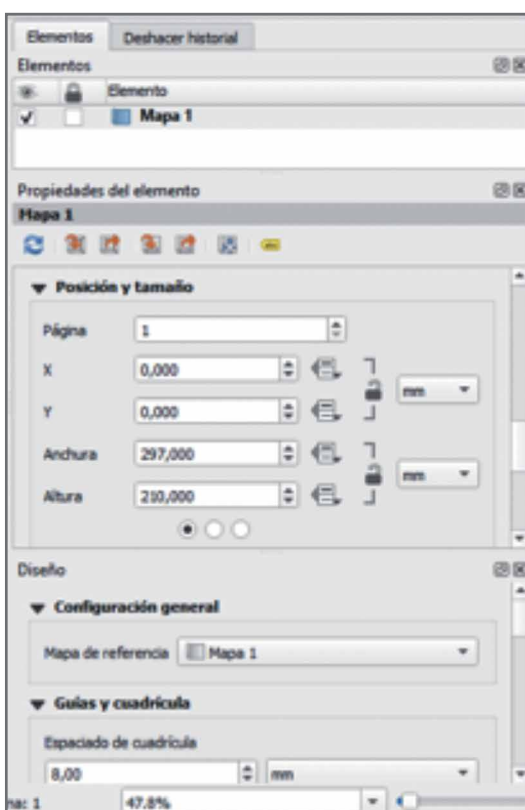 Elementos Deshacer historial
Elementos
Elemento
Mapa 1
Propiedades del elemento
Mapa 1
Posición y tamaño
Página 1
X 0,000
mm
Y 0,000
Anchura 297,000
mm
Altura 210,000
Diseño
Configuración general
Mapa de referencia Mapa 1
Guías y cuadrícula
Espaciado de cuadrícula
8,00 mm
na: 1 47.8%